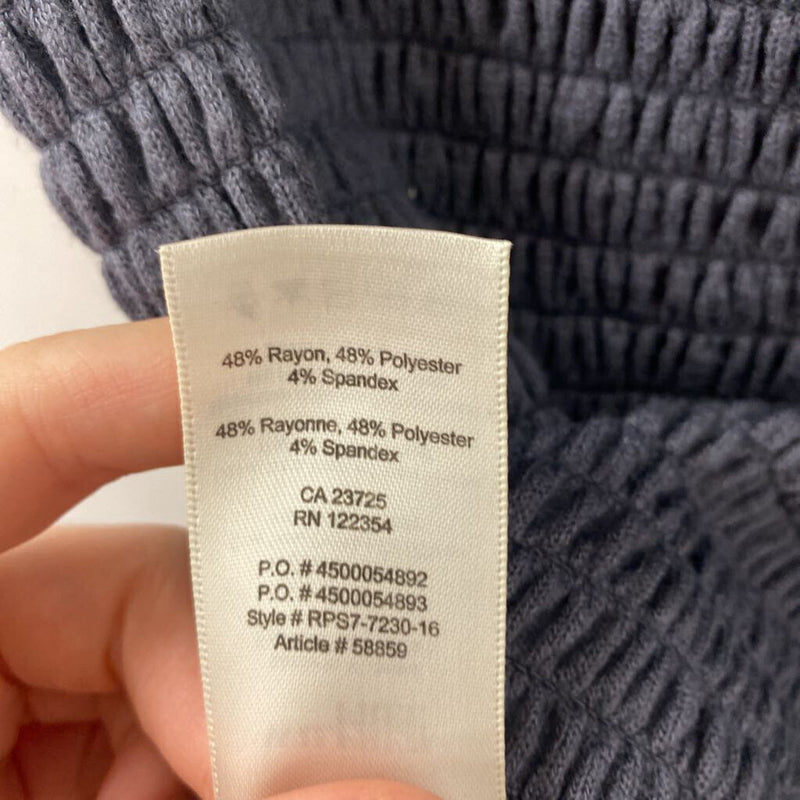 48% Rayon, 48% Polyester
4% Spandex
48% Rayonne, 48% Polyester
4% Spandex
CA 23725
RN 122354
P.O. # 4500054892
P.O. # 4500054893
Style # RPS7-7230-16
Article # 58859